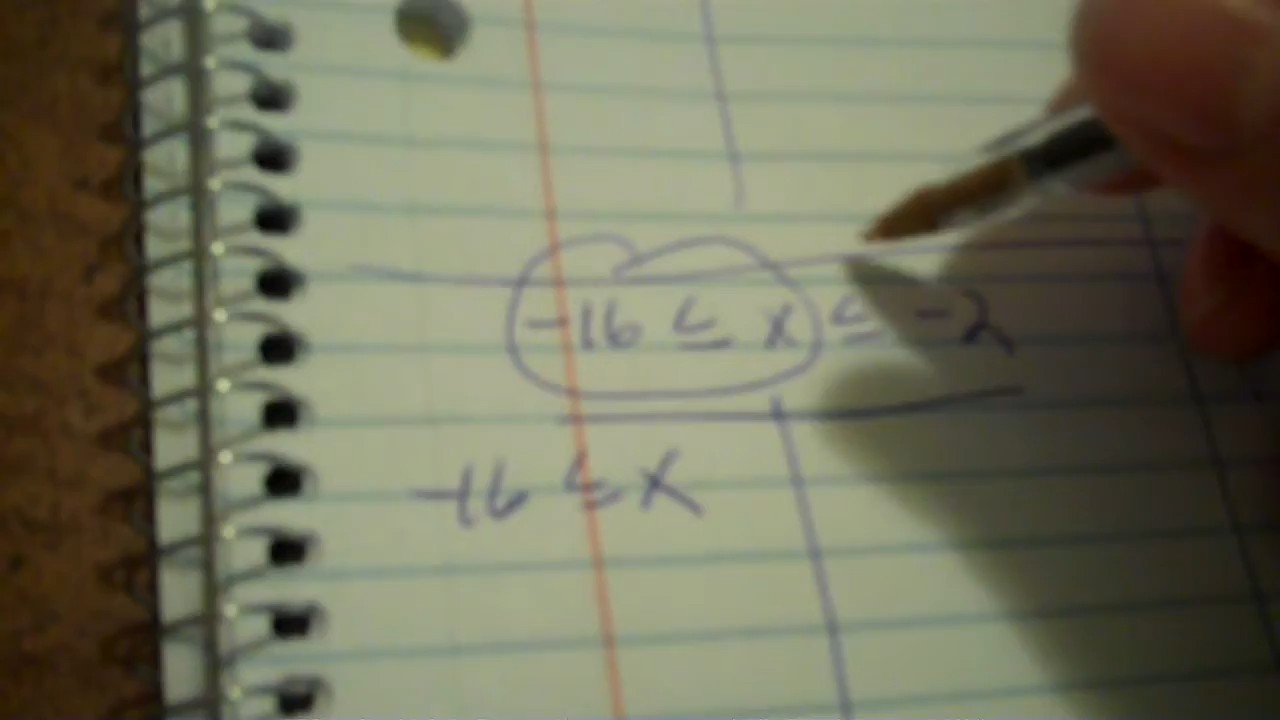 -16 ≤ x ≤ -2
-16 ≤ x